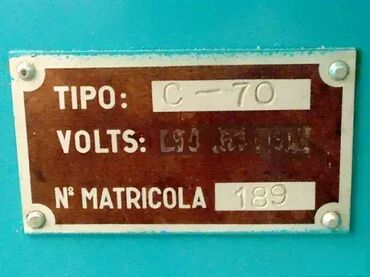 TIPO: C-70
VOLTS:
Nº MATRICOLA 189